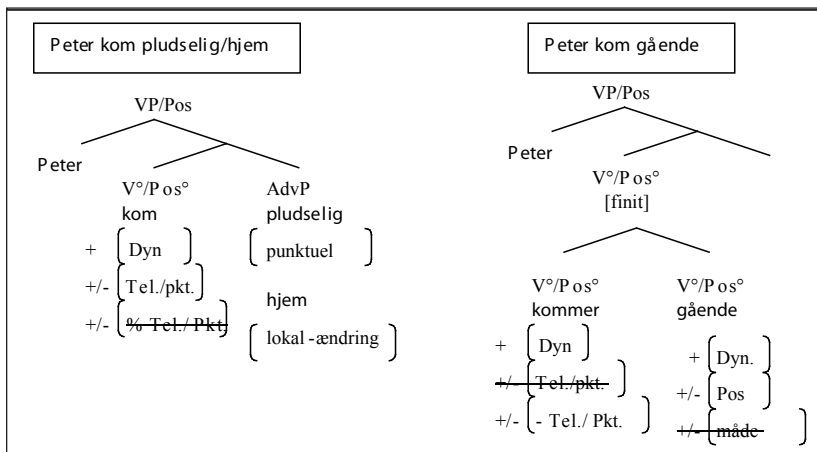 Peter kom pludselig/hjem
VP/Pos
Peter
V°/Pos°
kom
+ Dyn
+/- Tel./pkt.
+/- % Tel./Pkt.
AdvP
pludselig
punktuel
hjem
lokal-ændring
Peter kom gående
VP/Pos
Peter
V°/Pos°
[finit]
V°/Pos°
kommer
+ Dyn
+/- Tel./pkt.
+/- - Tel./ Pkt.
V°/Pos°
gående
+ Dyn.
+/- Pos
+/- måde